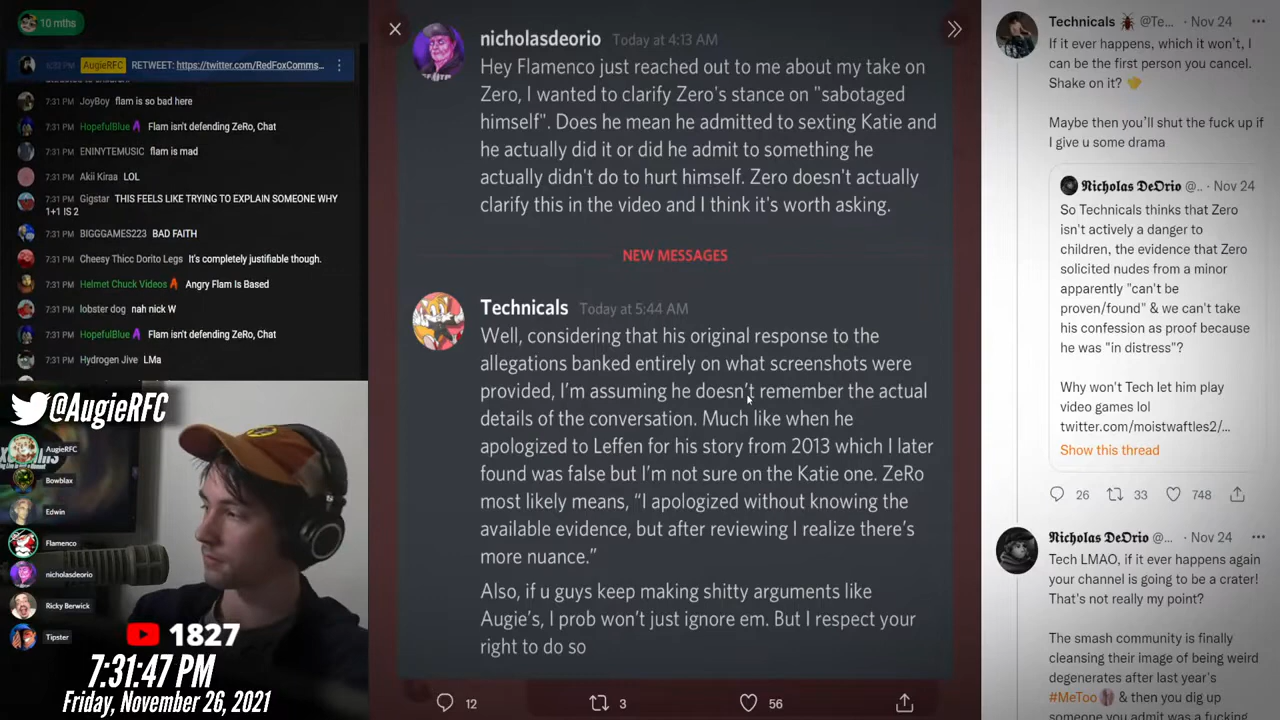 10 mths
6:32 PM AugieRFC RETWEET: https://twitter.com/RedFoxComms...
7:31 PM JoyBoy flam is so bad here
7:31 PM HopefulBlue Flam isn't defending ZeRo, Chat
7:31 PM ENINYTEMUSIC flam is mad
7:31 PM Akii Kiraa LOL
7:31 PM Gigstar THIS FEELS LIKE TRYING TO EXPLAIN SOMEONE WHY
1+1 IS 2
7:31 PM BIGGGAMES223 BAD FAITH
7:31 PM Cheesy Thicc Dorito Legs It's completely justifiable though.
7:31 PM Helmet Chuck Videos Angry Flam Is Based
7:31 PM lobster dog nah nick W
7:31 PM HopefulBlue Flam isn't defending ZeRo, Chat
7:31 PM Hydrogen Jive LMa
@AugieRFC
AugieRFC
Bowblax
Edwin
Flamenco
nicholasdeorio
Ricky Berwick
Tipster
1827
7:31:47 PM
Friday, November 26, 2021
nicholasdeorio Today at 4:13 AM
Hey Flamenco just reached out to me about my take on
Zero, I wanted to clarify Zero's stance on "sabotaged
himself". Does he mean he admitted to sexting Katie and
he actually did it or did he admit to something he
actually didn't do to hurt himself. Zero doesn't actually
clarify this in the video and I think it's worth asking.
NEW MESSAGES
Technicals Today at 5:44 AM
Well, considering that his original response to the
allegations banked entirely on what screenshots were
provided, I'm assuming he doesn't remember the actual
details of the conversation. Much like when he
apologized to Leffen for his story from 2013 which I later
found was false but I'm not sure on the Katie one. ZeRo
most likely means, “I apologized without knowing the
available evidence, but after reviewing I realize there's
more nuance.”
Also, if u guys keep making shitty arguments like
Augie's, I prob won't just ignore em. But I respect your
right to do so
12 3 56
Technicals @Te... · Nov 24
If it ever happens, which it won't, I
can be the first person you cancel.
Shake on it?
Maybe then you'll shut the fuck up if
I give u some drama
Nicholas DeOrio @.. · Nov 24
So Technicals thinks that Zero
isn't actively a danger to
children, the evidence that Zero
solicited nudes from a minor
apparently "can't be
proven/found" & we can't take
his confession as proof because
he was "in distress"?
Why won't Tech let him play
video games lol
twitter.com/moistwaftles2/...
Show this thread
26 33 748
Nicholas DeOrio @... · Nov 24
Tech LMAO, if it ever happens again
your channel is going to be a crater!
That's not really my point?
The smash community is finally
cleansing their image of being weird
degenerates after last year's
#MeToo & then you dig up
someone you admit was a fucking